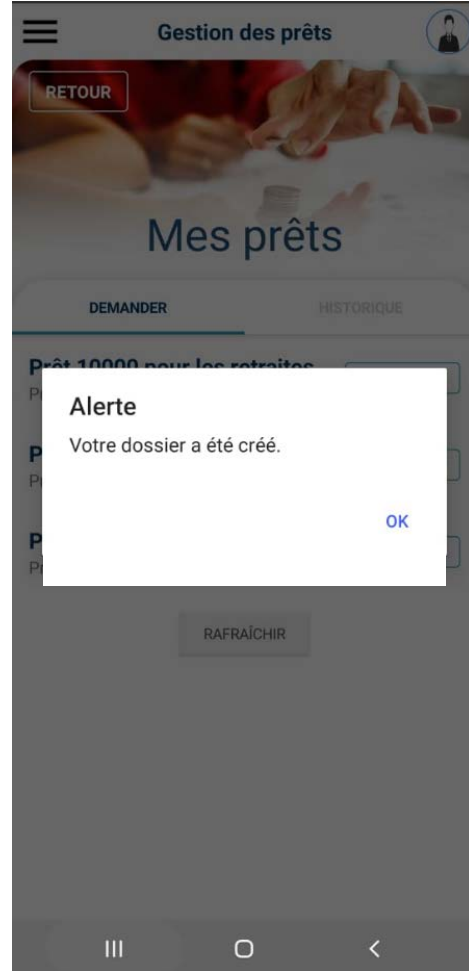 Gestion des prêts
RETOUR
Mes prêts
DEMANDER
HISTORIQUE
Prêt 10000 pour les retraites
Alerte
Votre dossier a été créé.
OK
RAFRAÎCHIR